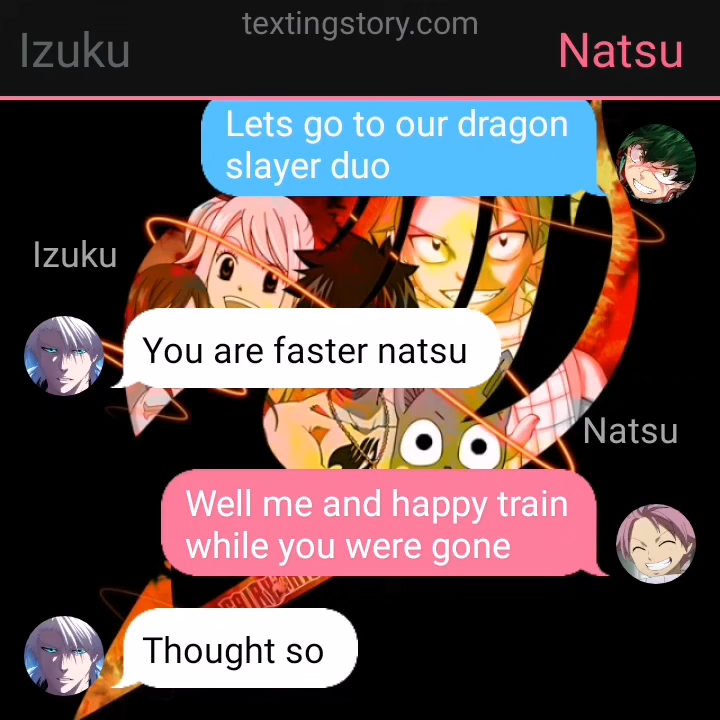 textingstory.com
Izuku
Natsu
Lets go to our dragon
slayer duo
Izuku
You are faster natsu
Natsu
Well me and happy train
while you were gone
Thought so